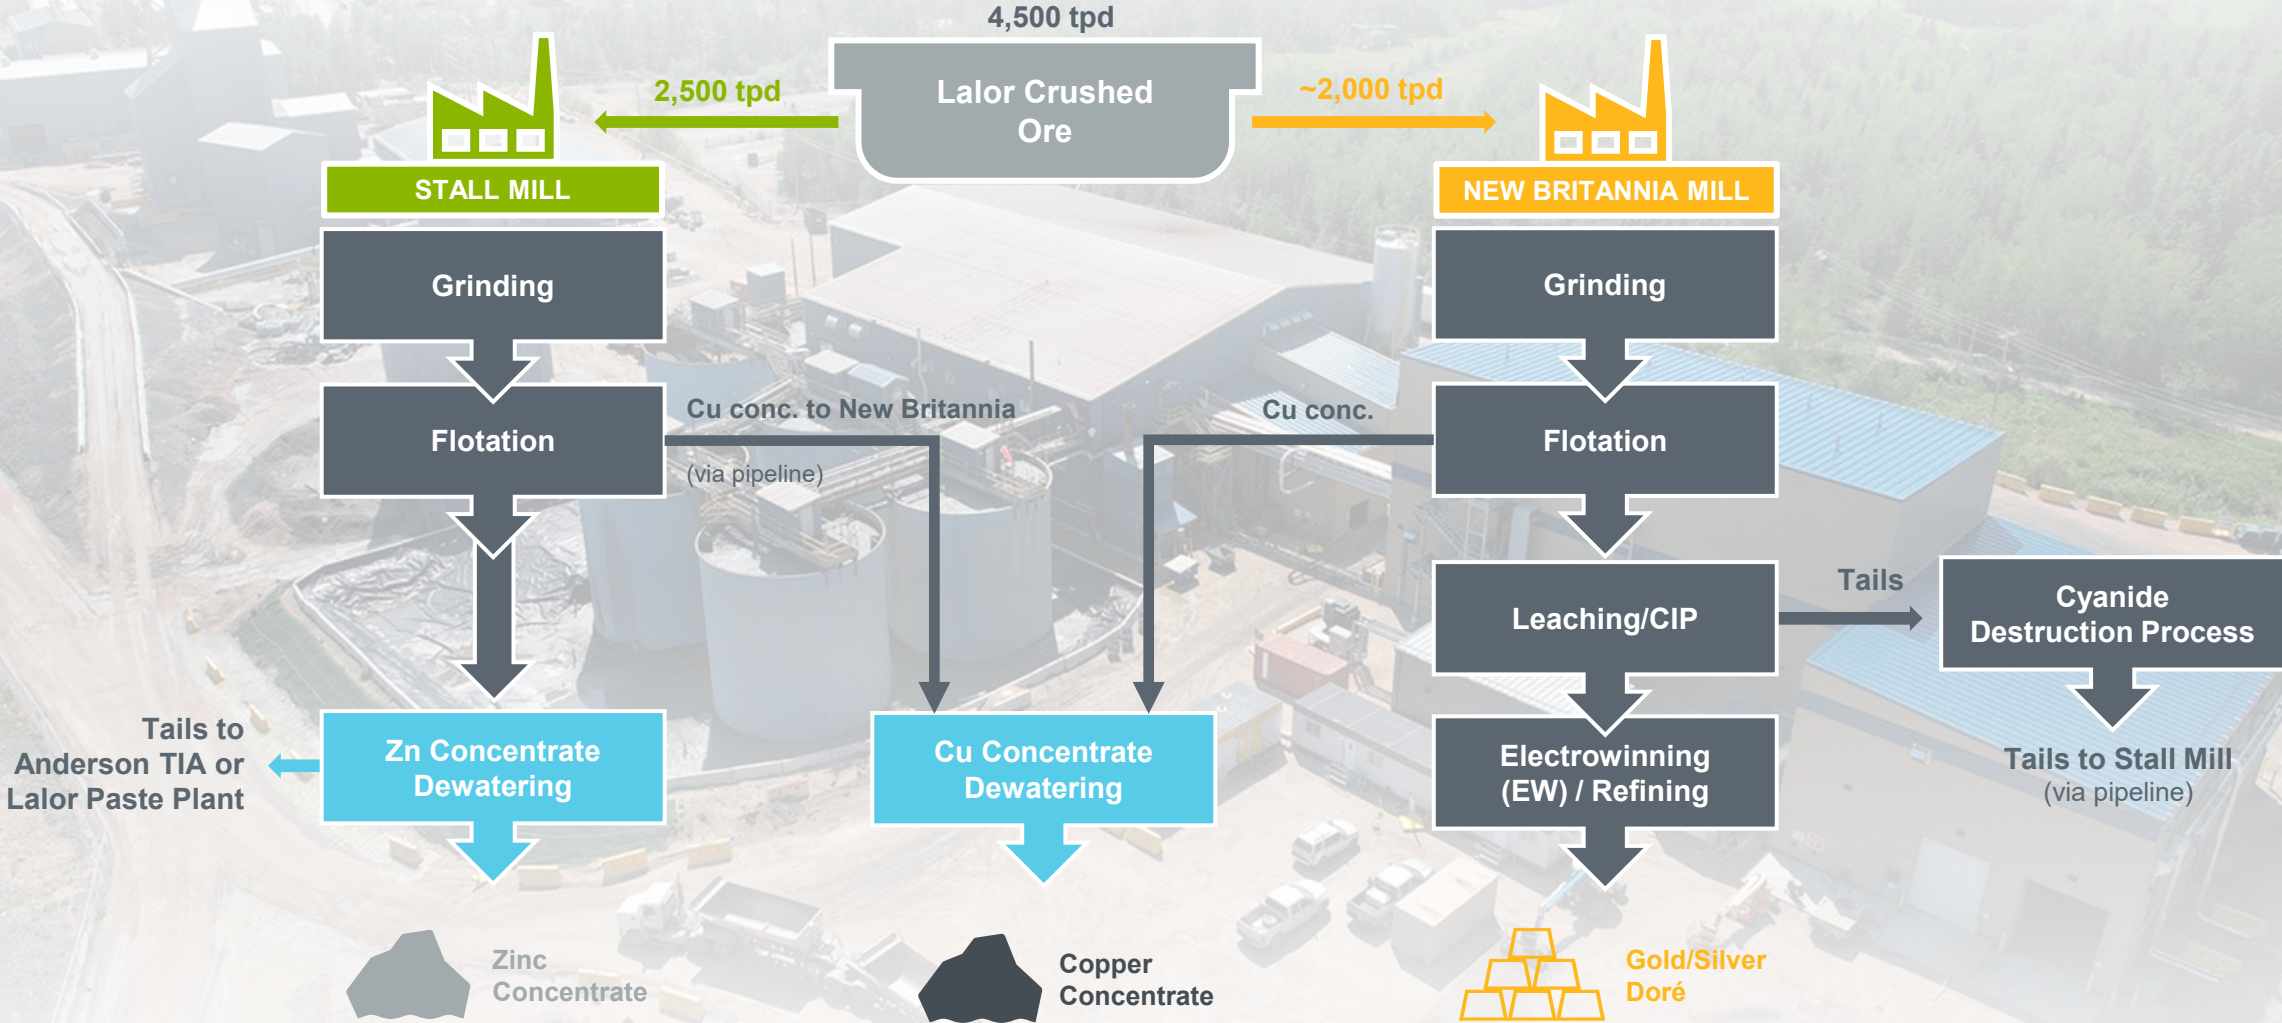 4,500 tpd
Lalor Crushed
Ore
2,500 tpd
~2,000 tpd
STALL MILL
NEW BRITANNIA MILL
Grinding
Flotation
Cu conc. to New Britannia
(via pipeline)
Zn Concentrate
Dewatering
Tails to
Anderson TIA or
Lalor Paste Plant
Cu Concentrate
Dewatering
Grinding
Flotation
Cu conc.
Leaching/CIP
Tails
Cyanide
Destruction Process
Electrowinning
(EW) / Refining
Tails to Stall Mill
(via pipeline)
Zinc
Concentrate
Copper
Concentrate
Gold/Silver
Doré